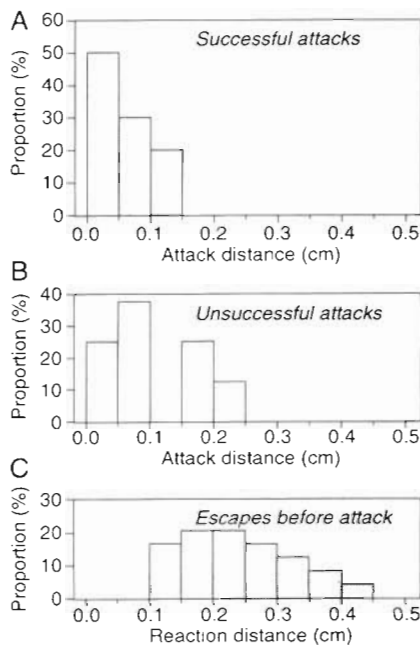 A
Successful attacks
Proportion (%)
60
50
40
30
20
10
0
0.0 0.1 0.2 0.3 0.4 0.5
Attack distance (cm)
B
Unsuccessful attacks
Proportion (%)
40
30
20
10
0
0.0 0.1 0.2 0.3 0.4 0.5
Attack distance (cm)
C
Escapes before attack
Proportion (%)
30
20
10
0
0.0 0.1 0.2 0.3 0.4 0.5
Reaction distance (cm)